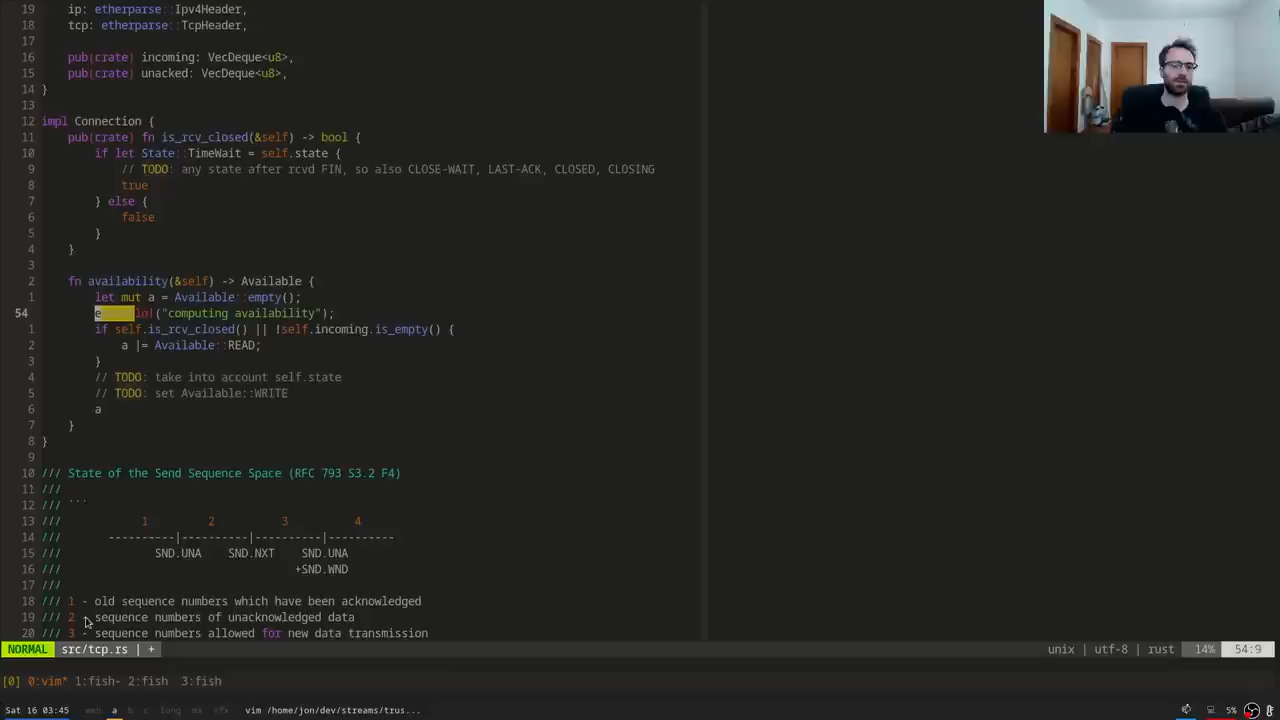 19 ip: etherparse::Ipv4Header,
18 tcp: etherparse::TcpHeader,
17
16 pub(crate) incoming: VecDeque<u8>,
15 pub(crate) unacked: VecDeque<u8>,
14 }
13
12 impl Connection {
11 pub(crate) fn is_rcv_closed(&self) -> bool {
10 if let State::TimeWait = self.state {
9 // TODO: any state after rcvd FIN, so also CLOSE-WAIT, LAST-ACK, CLOSED, CLOSING
8 true
7 } else {
6 false
5 }
4 }
3
2 fn availability(&self) -> Available {
1 let mut a = Available::empty();
54 ("computing availability");
1 if self.is_rcv_closed() || !self.incoming.is_empty() {
2 a |= Available::READ;
3 }
4 // TODO: take into account self.state
5 // TODO: set Available::WRITE
6 a
7 }
8 }
9
10 /// State of the Send Sequence Space (RFC 793 S3.2 F4)
11 ///
12 /// ```
13 /// 1 2 3 4
14 /// ----------|----------|----------|----------
15 /// SND.UNA SND.NXT SND.UNA
16 /// +SND.WND
17 ///
18 /// 1 - old sequence numbers which have been acknowledged
19 /// 2 - sequence numbers of unacknowledged data
20 /// 3 - sequence numbers allowed for new data transmission
NORMAL src/tcp.rs | + unix | utf-8 | rust 14% 54:9
[0] 0:vim* 1:fish- 2:fish 3:fish
Sat 16 03:45 web a b c lung vim /home/jon/dev/streams/trus... 5%